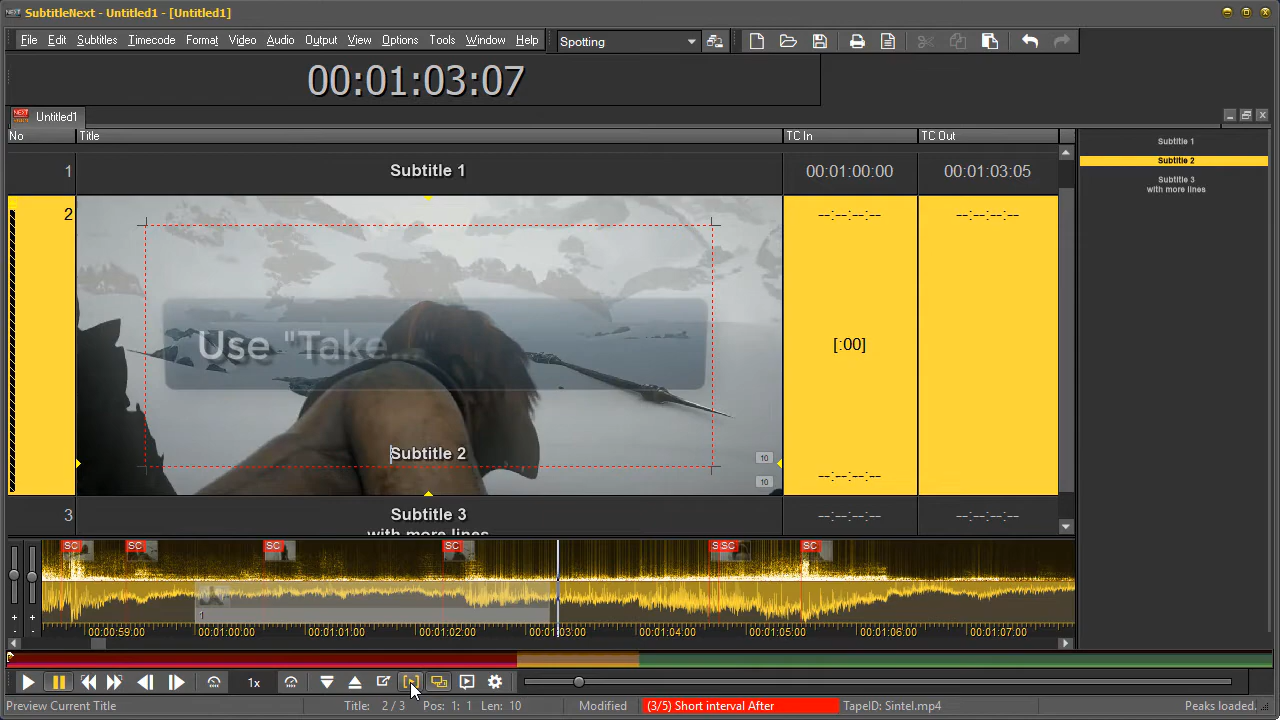 SubtitleNext - Untitled1 - [Untitled1]
File Edit Subtitles Timecode Format Video Audio Output View Options Tools Window Help
Spotting
00:01:03:07
Untitled1
No Title TC In TC Out
1 Subtitle 1 00:01:00:00 00:01:03:05
2 --:--:--:-- --:--:--:--
Use "Take...
[:00]
Subtitle 2
10
10
--:--:--:-- --:--:--:--
3 Subtitle 3 --:--:--:-- --:--:--:--
with more lines
Subtitle 1
Subtitle 2
Subtitle 3
with more lines
SC SC SC SC S SC SC
1
00:00:59:00 00:01:00:00 00:01:01:00 00:01:02:00 00:01:03:00 00:01:04:00 00:01:05:00 00:01:06:00 00:01:07:00
1x
Preview Current Title Title: 2 / 3 Pos: 1: 1 Len: 10 Modified (3/5) Short interval After TapeID: Sintel.mp4 Peaks loaded.